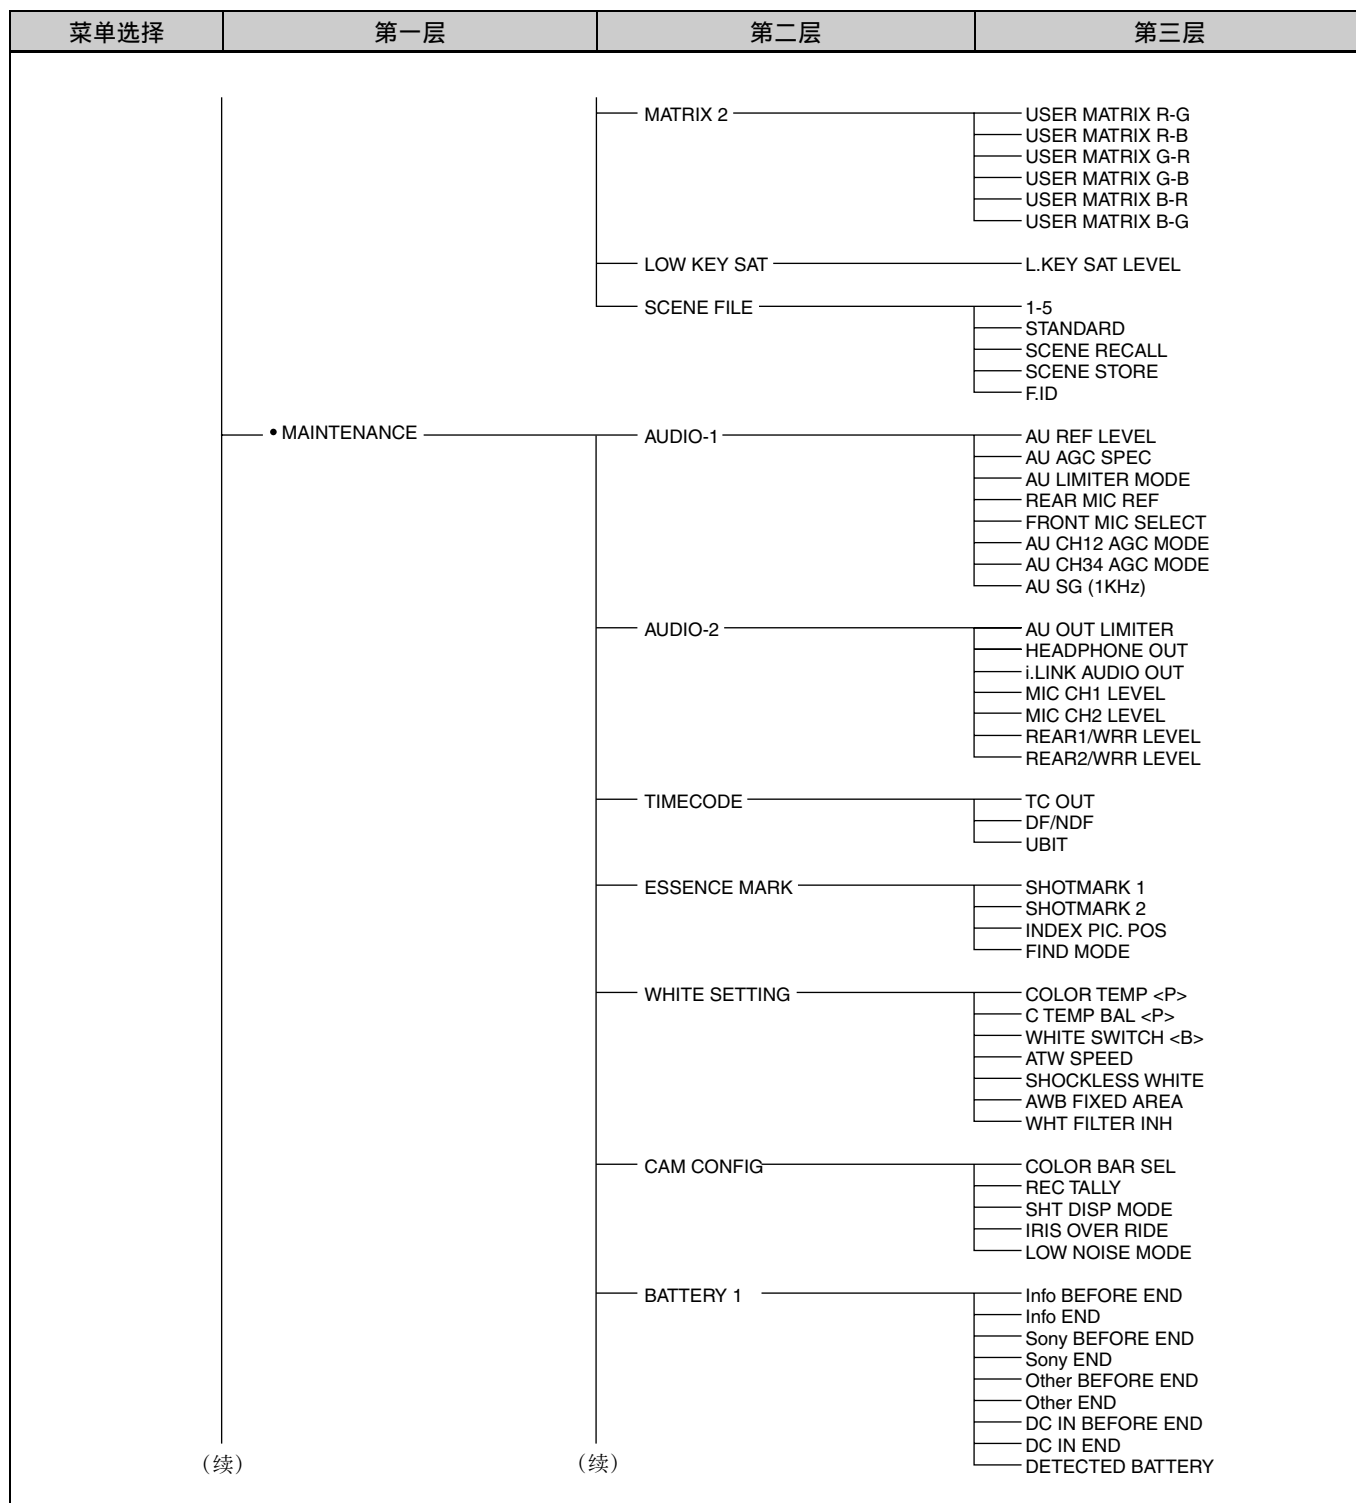 菜单选择 第一层 第二层 第三层
MATRIX 2 USER MATRIX R-G
USER MATRIX R-B
USER MATRIX G-R
USER MATRIX G-B
USER MATRIX B-R
USER MATRIX B-G
LOW KEY SAT L.KEY SAT LEVEL
SCENE FILE 1-5
STANDARD
SCENE RECALL
SCENE STORE
F.ID
• MAINTENANCE AUDIO-1 AU REF LEVEL
AU AGC SPEC
AU LIMITER MODE
REAR MIC REF
FRONT MIC SELECT
AU CH12 AGC MODE
AU CH34 AGC MODE
AU SG (1KHz)
AUDIO-2 AU OUT LIMITER
HEADPHONE OUT
i.LINK AUDIO OUT
MIC CH1 LEVEL
MIC CH2 LEVEL
REAR1/WRR LEVEL
REAR2/WRR LEVEL
TIMECODE TC OUT
DF/NDF
UBIT
ESSENCE MARK SHOTMARK 1
SHOTMARK 2
INDEX PIC. POS
FIND MODE
WHITE SETTING COLOR TEMP <P>
C TEMP BAL <P>
WHITE SWITCH <B>
ATW SPEED
SHOCKLESS WHITE
AWB FIXED AREA
WHT FILTER INH
CAM CONFIG COLOR BAR SEL
REC TALLY
SHT DISP MODE
IRIS OVER RIDE
LOW NOISE MODE
BATTERY 1 Info BEFORE END
Info END
Sony BEFORE END
Sony END
Other BEFORE END
Other END
DC IN BEFORE END
DC IN END
DETECTED BATTERY
(续) (续)